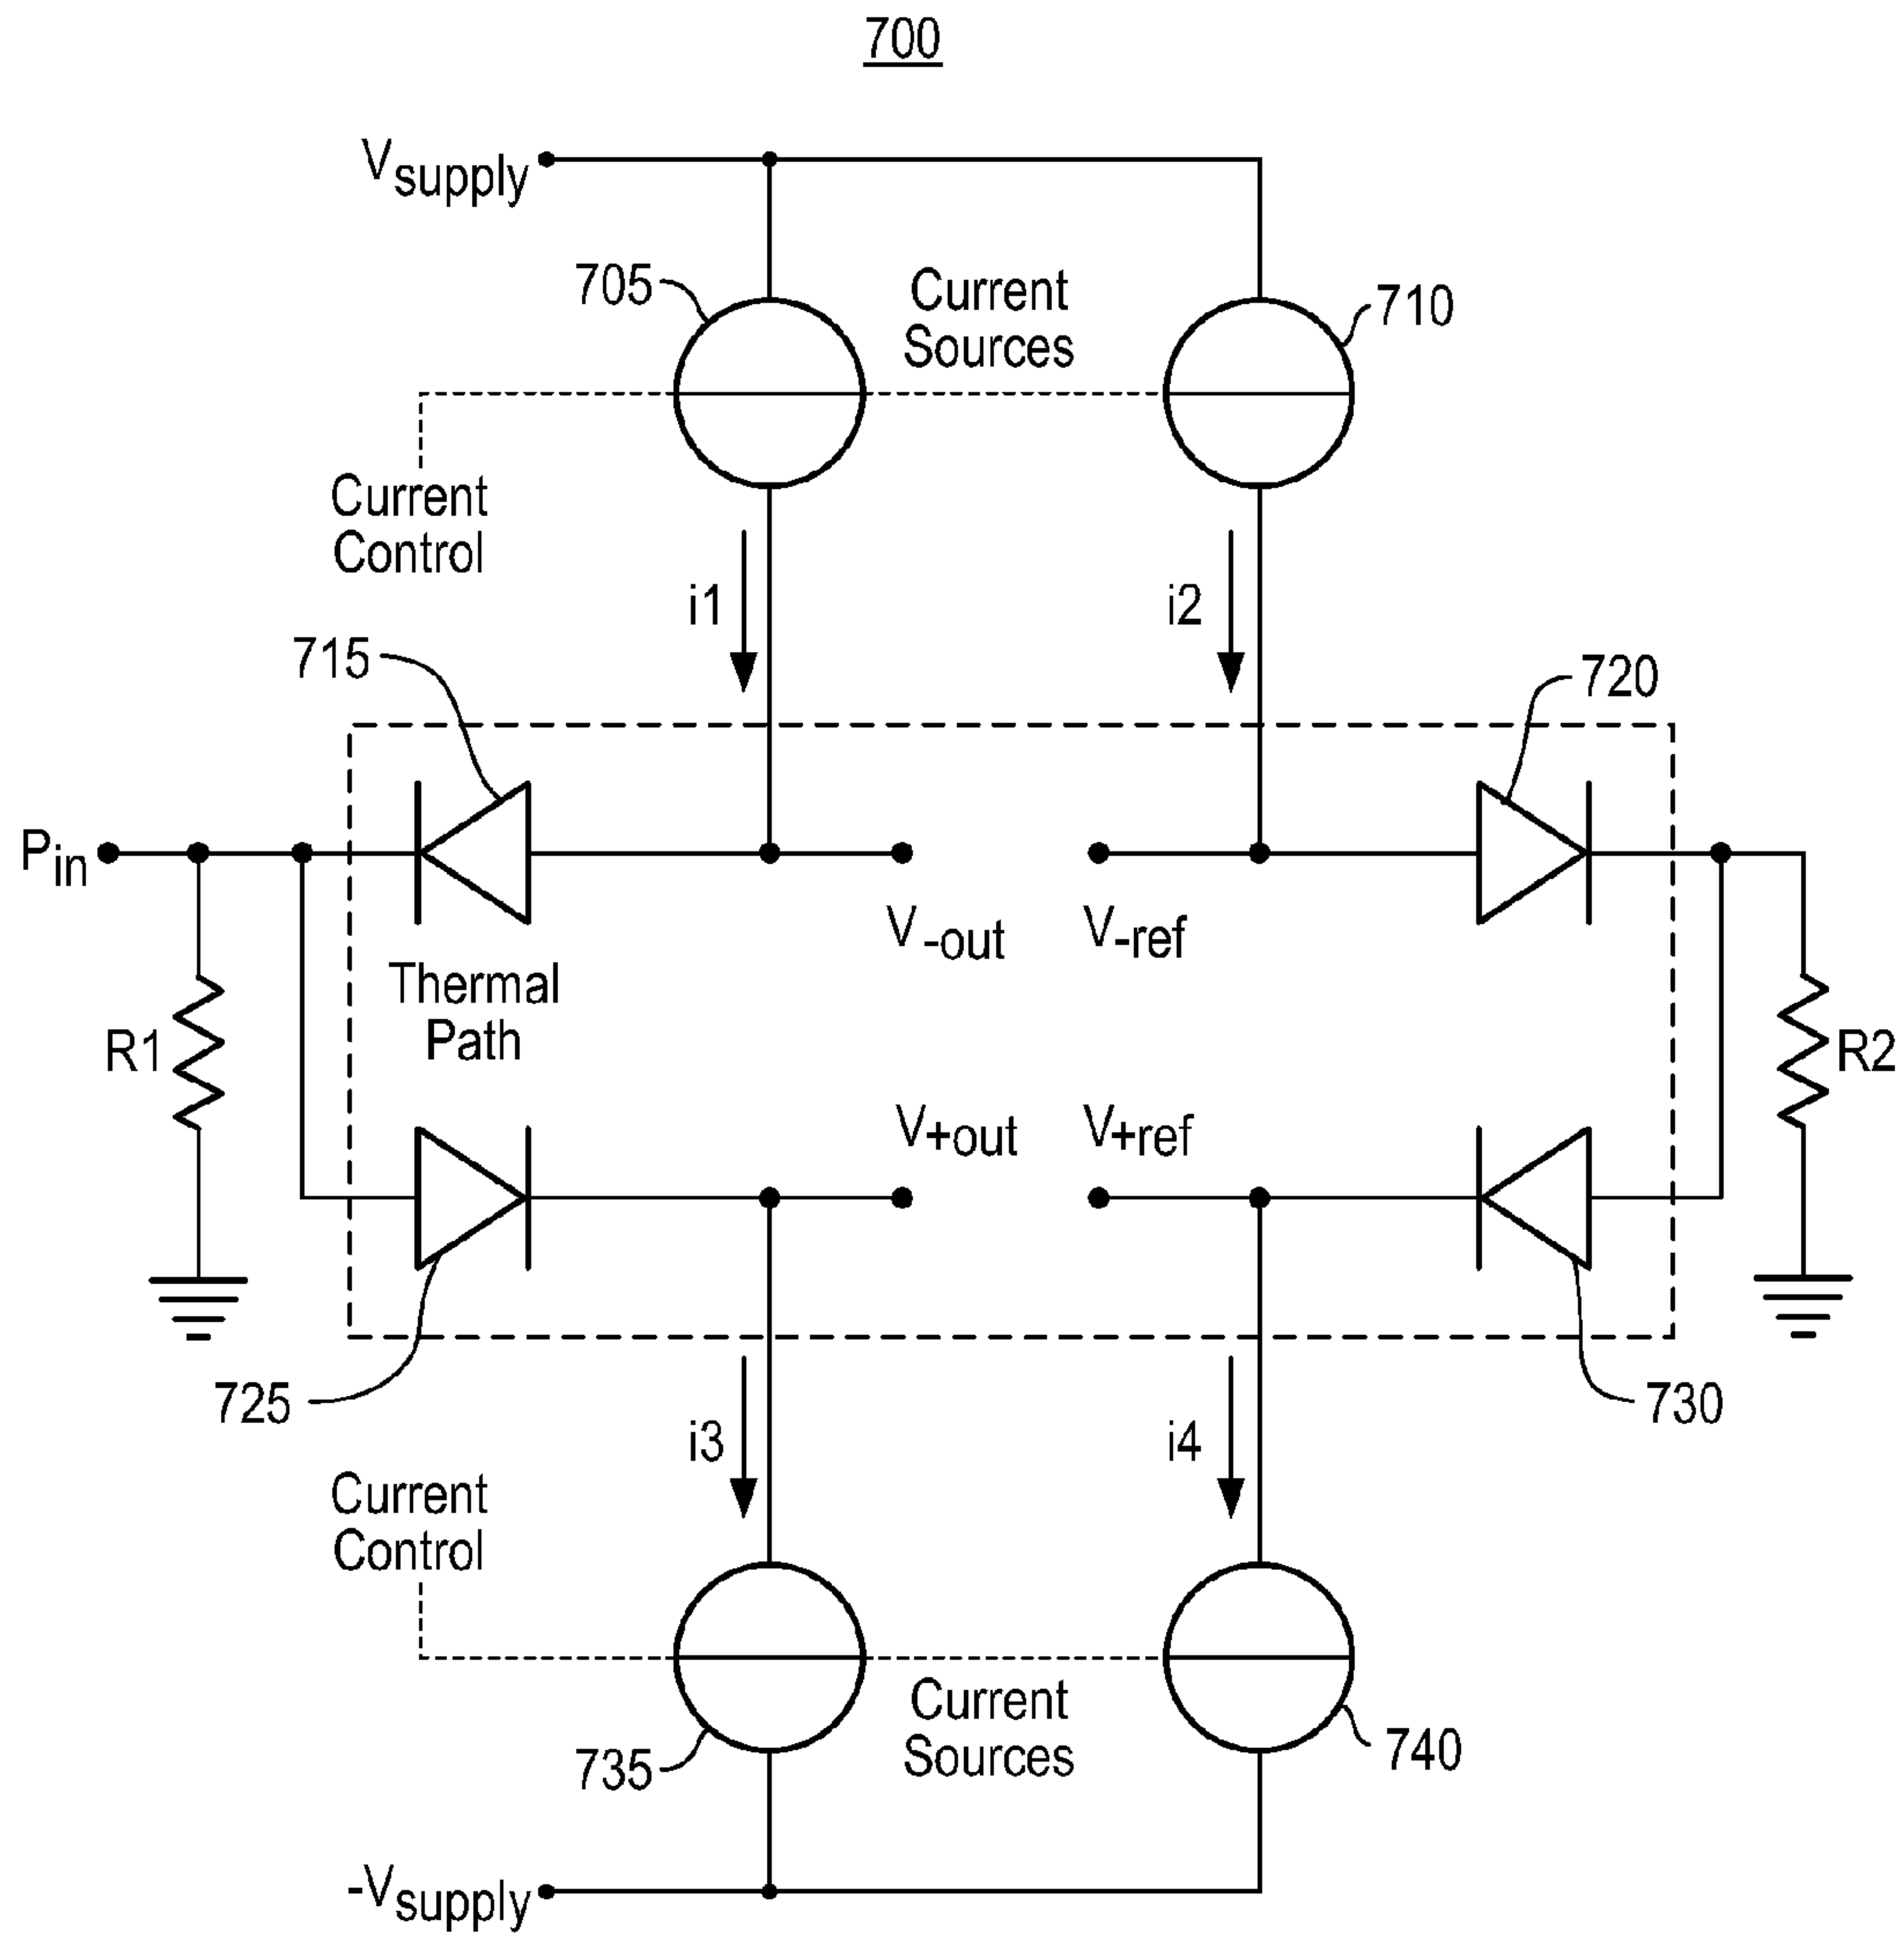 700
Vsupply
705
Current
Sources
710
Current
Control
i1
i2
715
720
Pin
V-out
V-ref
Thermal
Path
R1
R2
V+out
V+ref
725
730
i3
i4
Current
Control
735
Current
Sources
740
-Vsupply